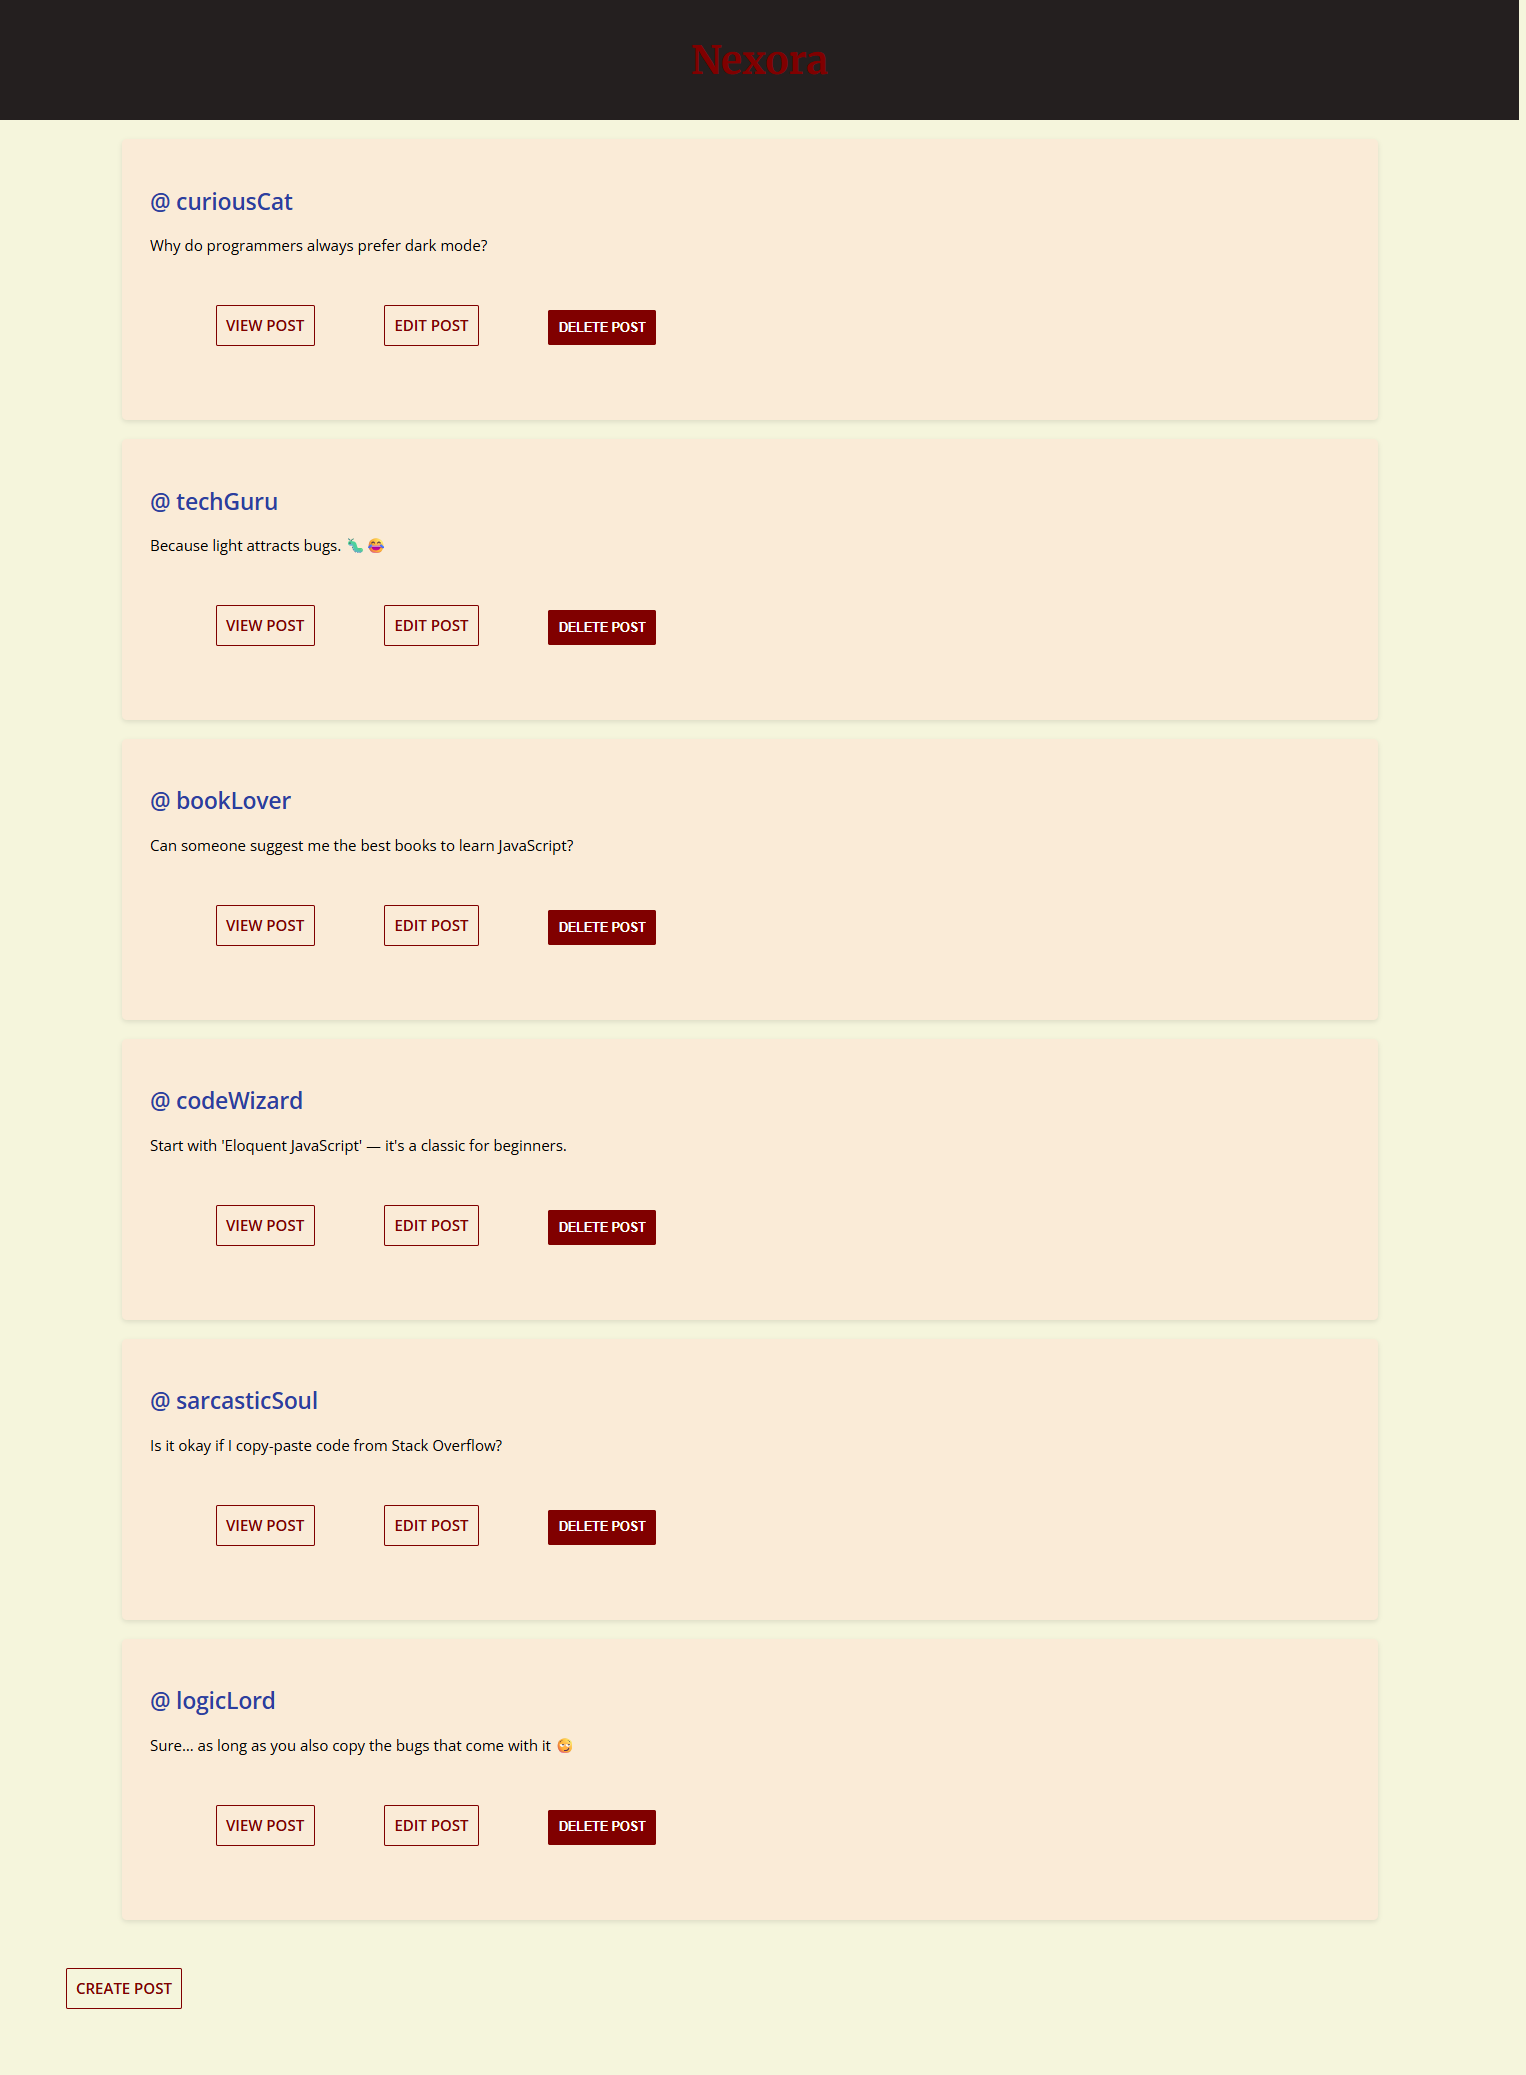 Nexora
@ curiousCat
Why do programmers always prefer dark mode?
VIEW POST EDIT POST DELETE POST
@ techGuru
Because light attracts bugs. 🐛 😂
VIEW POST EDIT POST DELETE POST
@ bookLover
Can someone suggest me the best books to learn JavaScript?
VIEW POST EDIT POST DELETE POST
@ codeWizard
Start with 'Eloquent JavaScript' — it's a classic for beginners.
VIEW POST EDIT POST DELETE POST
@ sarcasticSoul
Is it okay if I copy-paste code from Stack Overflow?
VIEW POST EDIT POST DELETE POST
@ logicLord
Sure... as long as you also copy the bugs that come with it 😜
VIEW POST EDIT POST DELETE POST
CREATE POST